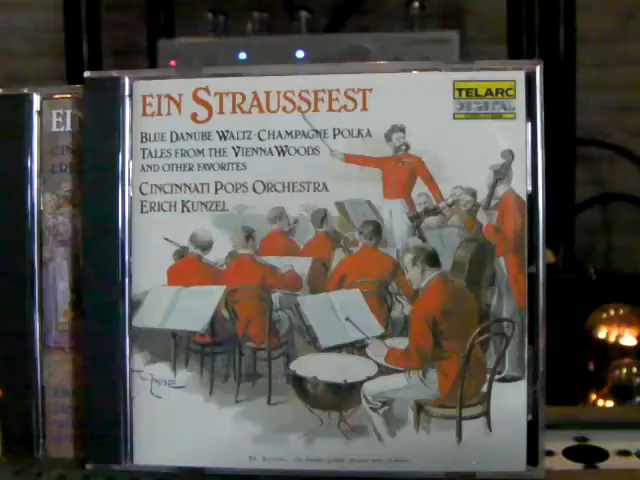 EIN STRAUSSFEST
TELARC
DIGITAL
BLUE DANUBE WALTZ · CHAMPAGNE POLKA
TALES FROM THE VIENNA WOODS
AND OTHER FAVORITES
CINCINNATI POPS ORCHESTRA
ERICH KUNZEL
EI